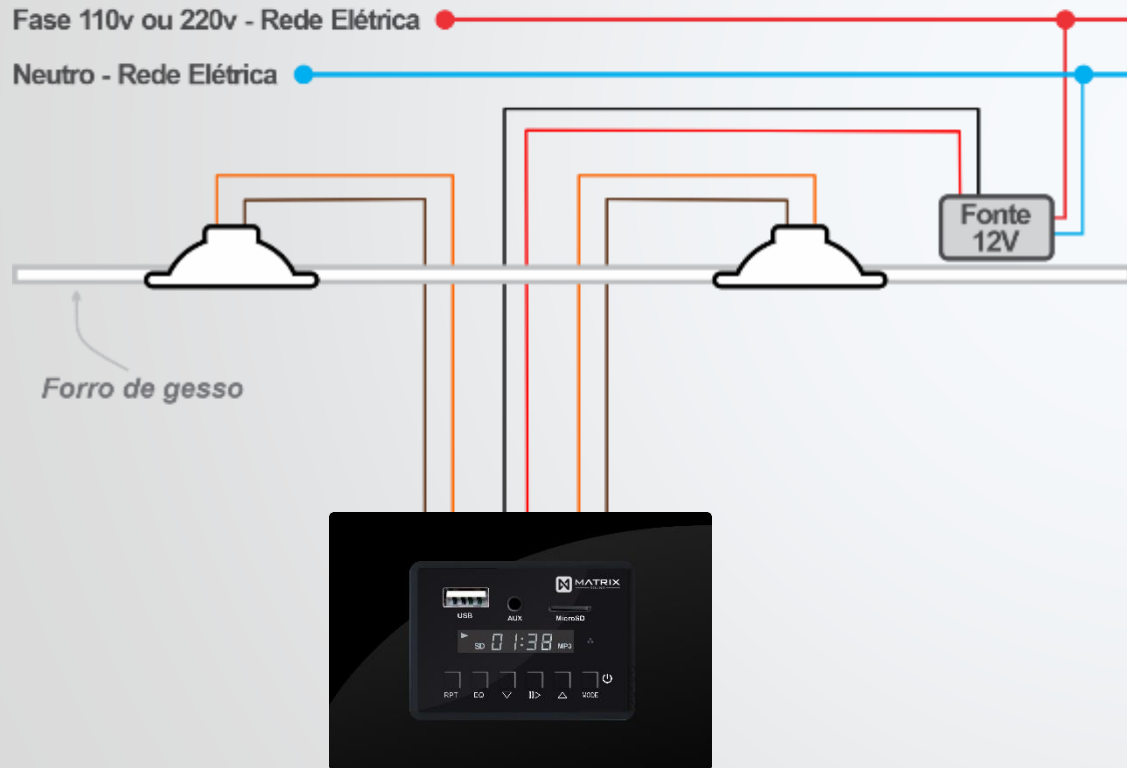 Fase 110v ou 220v - Rede Elétrica
Neutro - Rede Elétrica
Fonte
12V
Forro de gesso
MATRIX
USB
AUX
MicroSD
SD 01:38 MP3
RPT EQ MODE